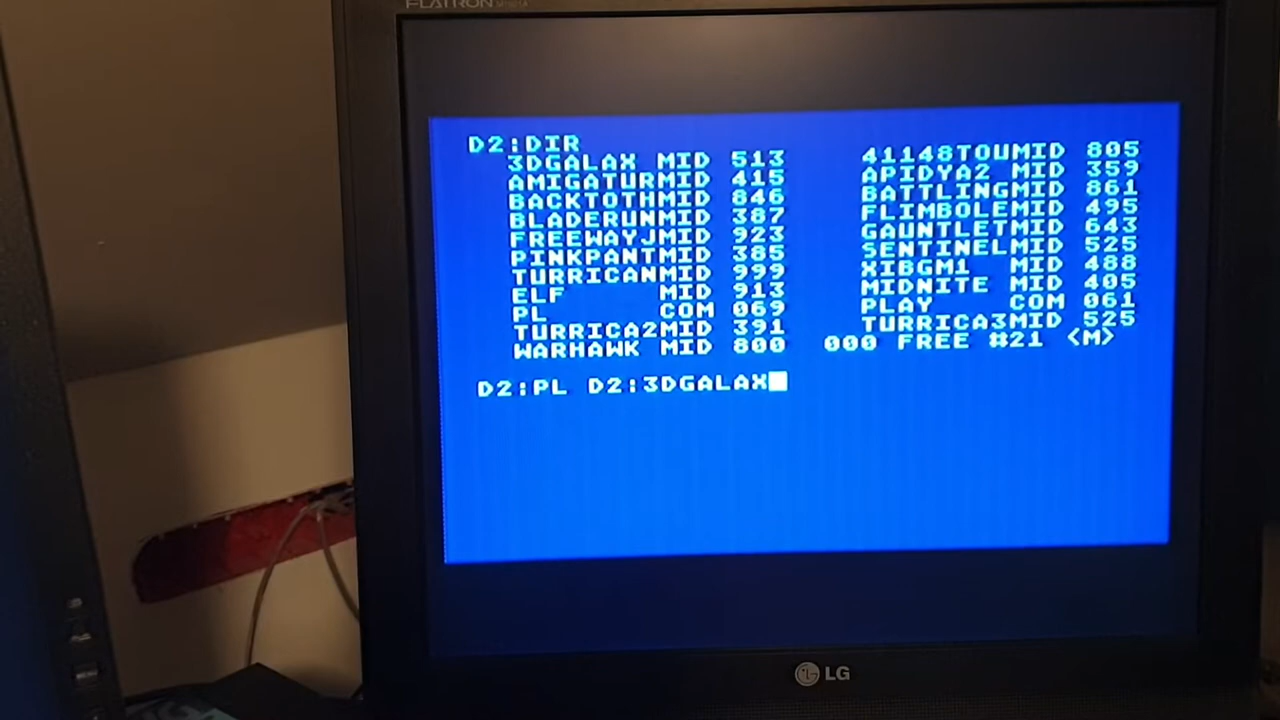 FLATRON
D2:DIR
3DGALAX MID 513 41148TOUMID 805
AMIGATURMID 415 APIDYA2 MID 359
BACKTOTHMID 846 BATTLINGMID 861
BLADERUNMID 387 FLIMBOLEMID 495
FREEWAYJMID 923 GAUNTLETMID 643
PINKPANTMID 385 SENTINELMID 525
TURRICANMID 999 XIBGM1 MID 488
ELF MID 913 MIDNITE MID 405
PL COM 069 PLAY COM 061
TURRICA2MID 391 TURRICA3MID 525
WARHAWK MID 800 000 FREE #21 <M>
D2:PL D2:3DGALAX
LG